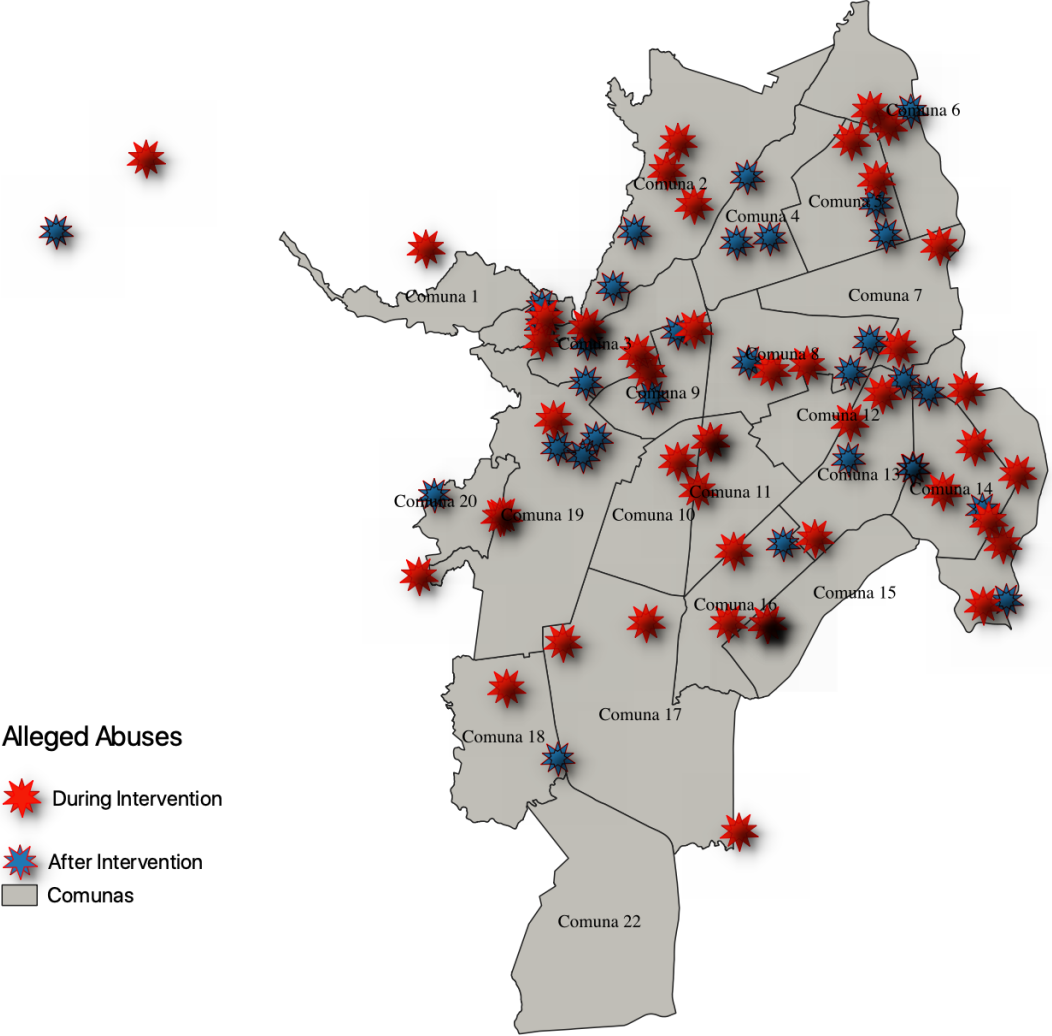 Comuna 6
Comuna 2
Comuna 5
Comuna 4
Comuna 1
Comuna 7
Comuna 3
Comuna 8
Comuna 9
Comuna 12
Comuna 13
Comuna 14
Comuna 11
Comuna 20
Comuna 19
Comuna 10
Comuna 15
Comuna 16
Comuna 17
Comuna 18
Alleged Abuses
During Intervention
After Intervention
Comunas
Comuna 22